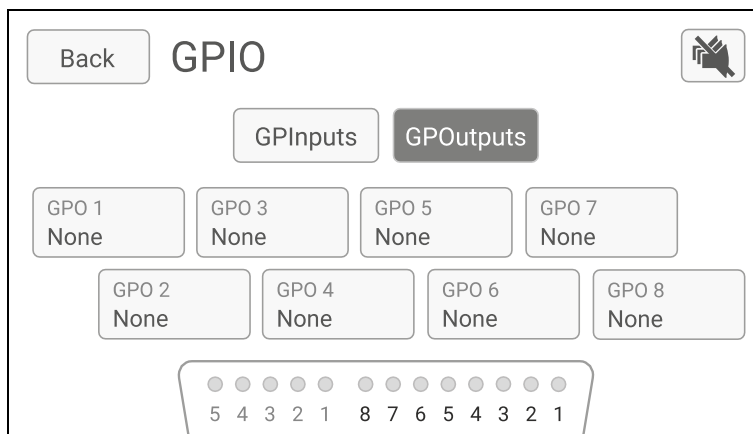 Back GPIO
GPInputs GPOutputs
GPO 1 GPO 3 GPO 5 GPO 7
None None None None
GPO 2 GPO 4 GPO 6 GPO 8
None None None None
5 4 3 2 1 8 7 6 5 4 3 2 1